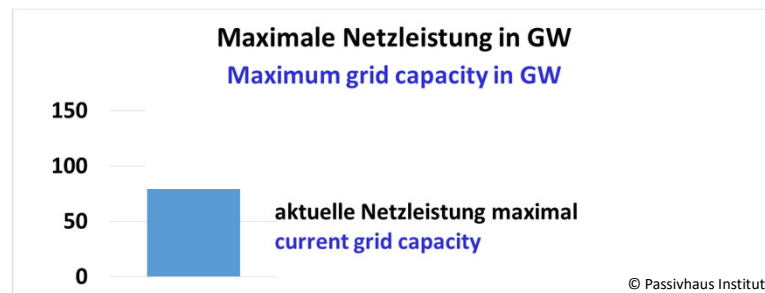 Maximale Netzleistung in GW
Maximum grid capacity in GW
150
100
50
0
aktuelle Netzleistung maximal
current grid capacity
© Passivhaus Institut